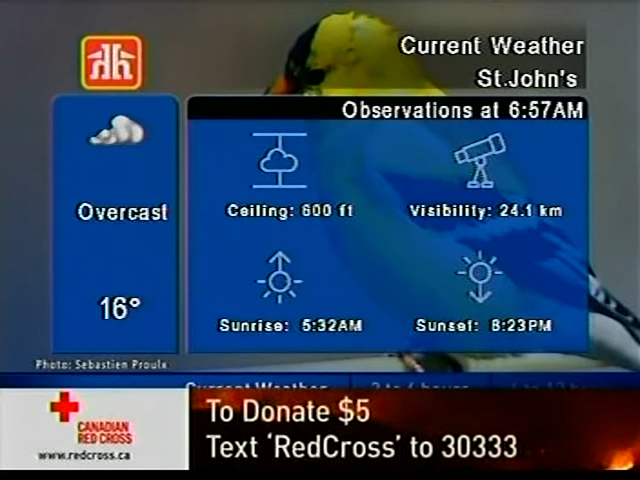 Current Weather
St.John's
Observations at 6:57AM
Overcast
16°
Ceiling: 600 ft
Visibility: 24.1 km
Sunrise: 5:32AM
Sunset: 8:23PM
Photo: Sebastien Proulx
Current Weather
CANADIAN
RED CROSS
www.redcross.ca
To Donate $5
Text 'RedCross' to 30333